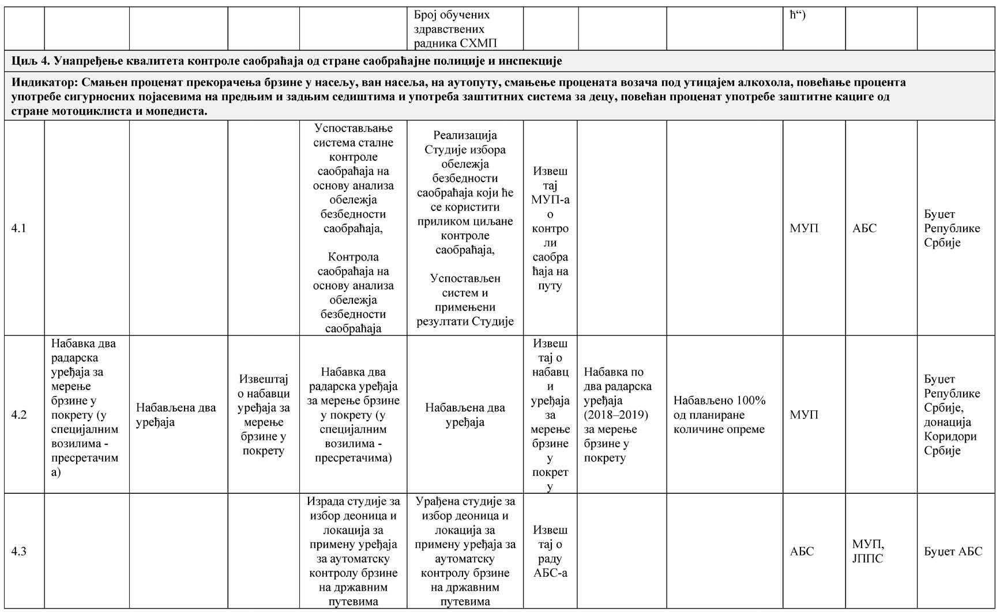 Број обучених
здравствених
радника СХМП
ћ“)
Циљ 4. Унапређење квалитета контроле саобраћаја од стране саобраћајне полиције и инспекције
Индикатор: Смањен проценат прекорачења брзине у насељу, ван насеља, на аутопуту, смањење процената возача под утицајем алкохола, повећање процента
употребе сигурносних појасевима на предњим и задњим седиштима и употреба заштитних система за децу, повећан проценат употребе заштитне кациге од
стране мотоциклиста и мопедиста.
4.1
Успостављање
система сталне
контроле
саобраћаја на
основу анализа
обележја
безбедности
саобраћаја,
Контрола
саобраћаја на
основу анализа
обележја
безбедности
саобраћаја
Реализација
Студије избора
обележја
безбедности
саобраћаја који ће
се користити
приликом циљане
контроле
саобраћаја,
Успостављен
систем и
примењени
резултати Студије
Извеш
тај
МУП-а
о
контро
ли
саобра
ћаја на
путу
МУП
АБС
Буџет
Републике
Србије
4.2
Набавка два
радарска
уређаја за
мерење
брзине у
покрету (у
специјалним
возилима -
пресретачим
а)
Набављена два
уређаја
Извештај
о набавци
уређаја за
мерење
брзине у
покрету
Набавка два
радарска уређаја
за мерење брзине
у покрету (у
специјалним
возилима -
пресретачима)
Набављена два
уређаја
Извеш
тај о
набавц
и
уређаја
за
мерење
брзине
у
покрет
у
Набавка по
два радарска
уређаја
(2018–2019)
за мерење
брзине у
покрету
Набављено 100%
од планиране
количине опреме
МУП
Буџет
Републике
Србије,
донација
Коридори
Србије
4.3
Израда студије за
избор деоница и
локација за
примену уређаја
за аутоматску
контролу брзине
на државним
путевима
Урађена студије за
избор деоница и
локација за
примену уређаја за
аутоматску
контролу брзине
на државним
путевима
Извеш
тај о
раду
АБС-а
АБС
МУП,
ЈППС
Буџет АБС